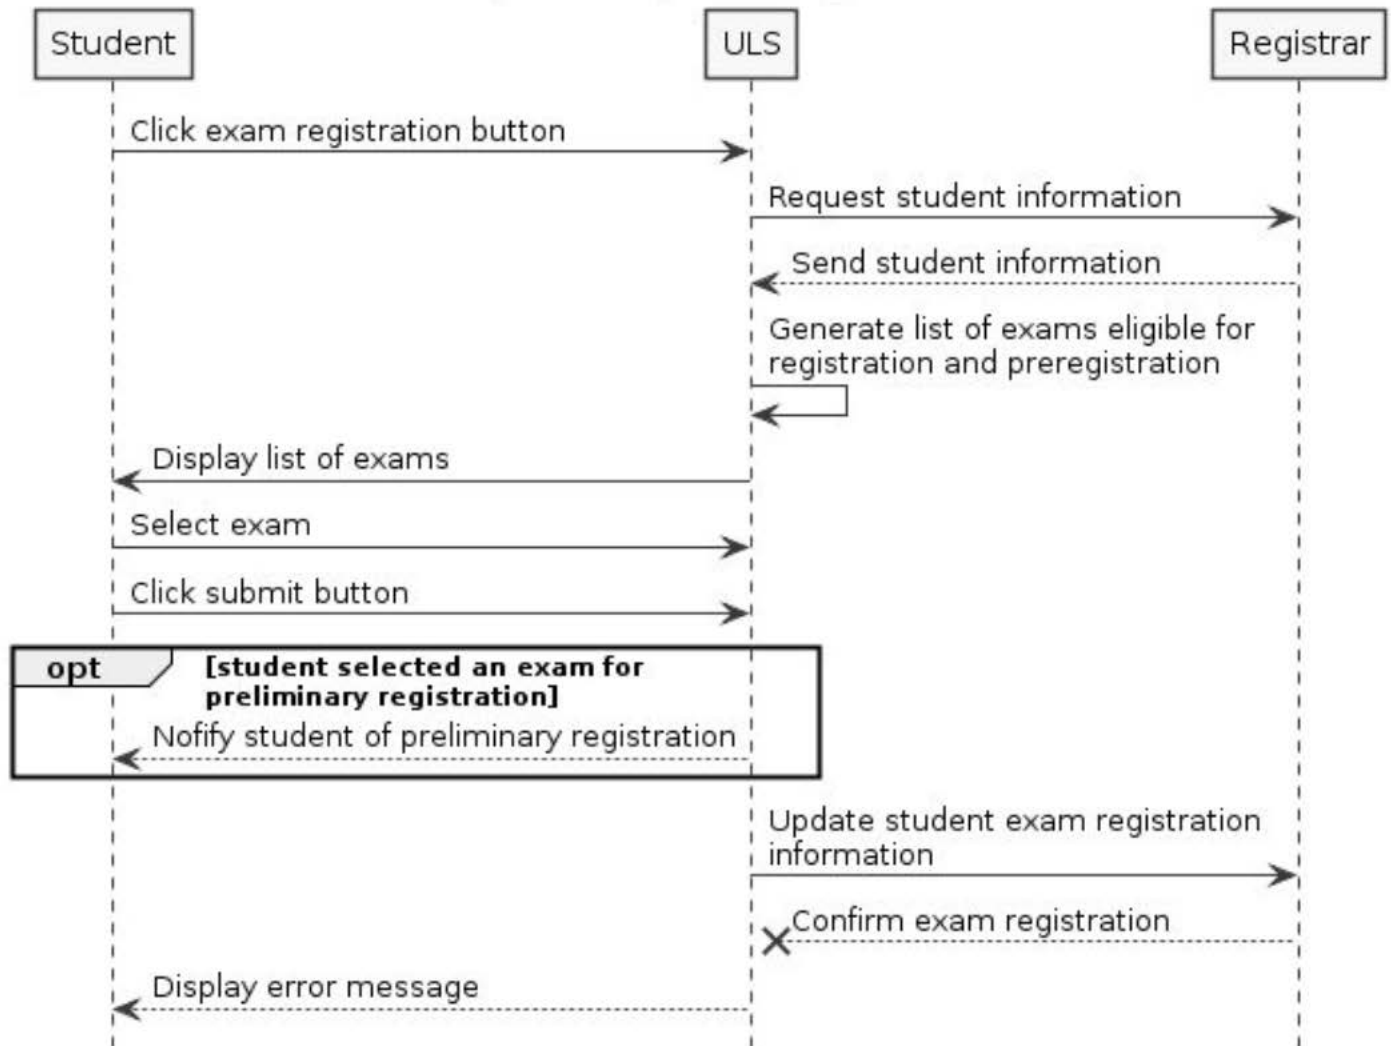 Student
ULS
Registrar
Click exam registration button
Request student information
Send student information
Generate list of exams eligible for
registration and preregistration
Display list of exams
Select exam
Click submit button
opt
[student selected an exam for
preliminary registration]
Nofify student of preliminary registration
Update student exam registration
information
Confirm exam registration
Display error message